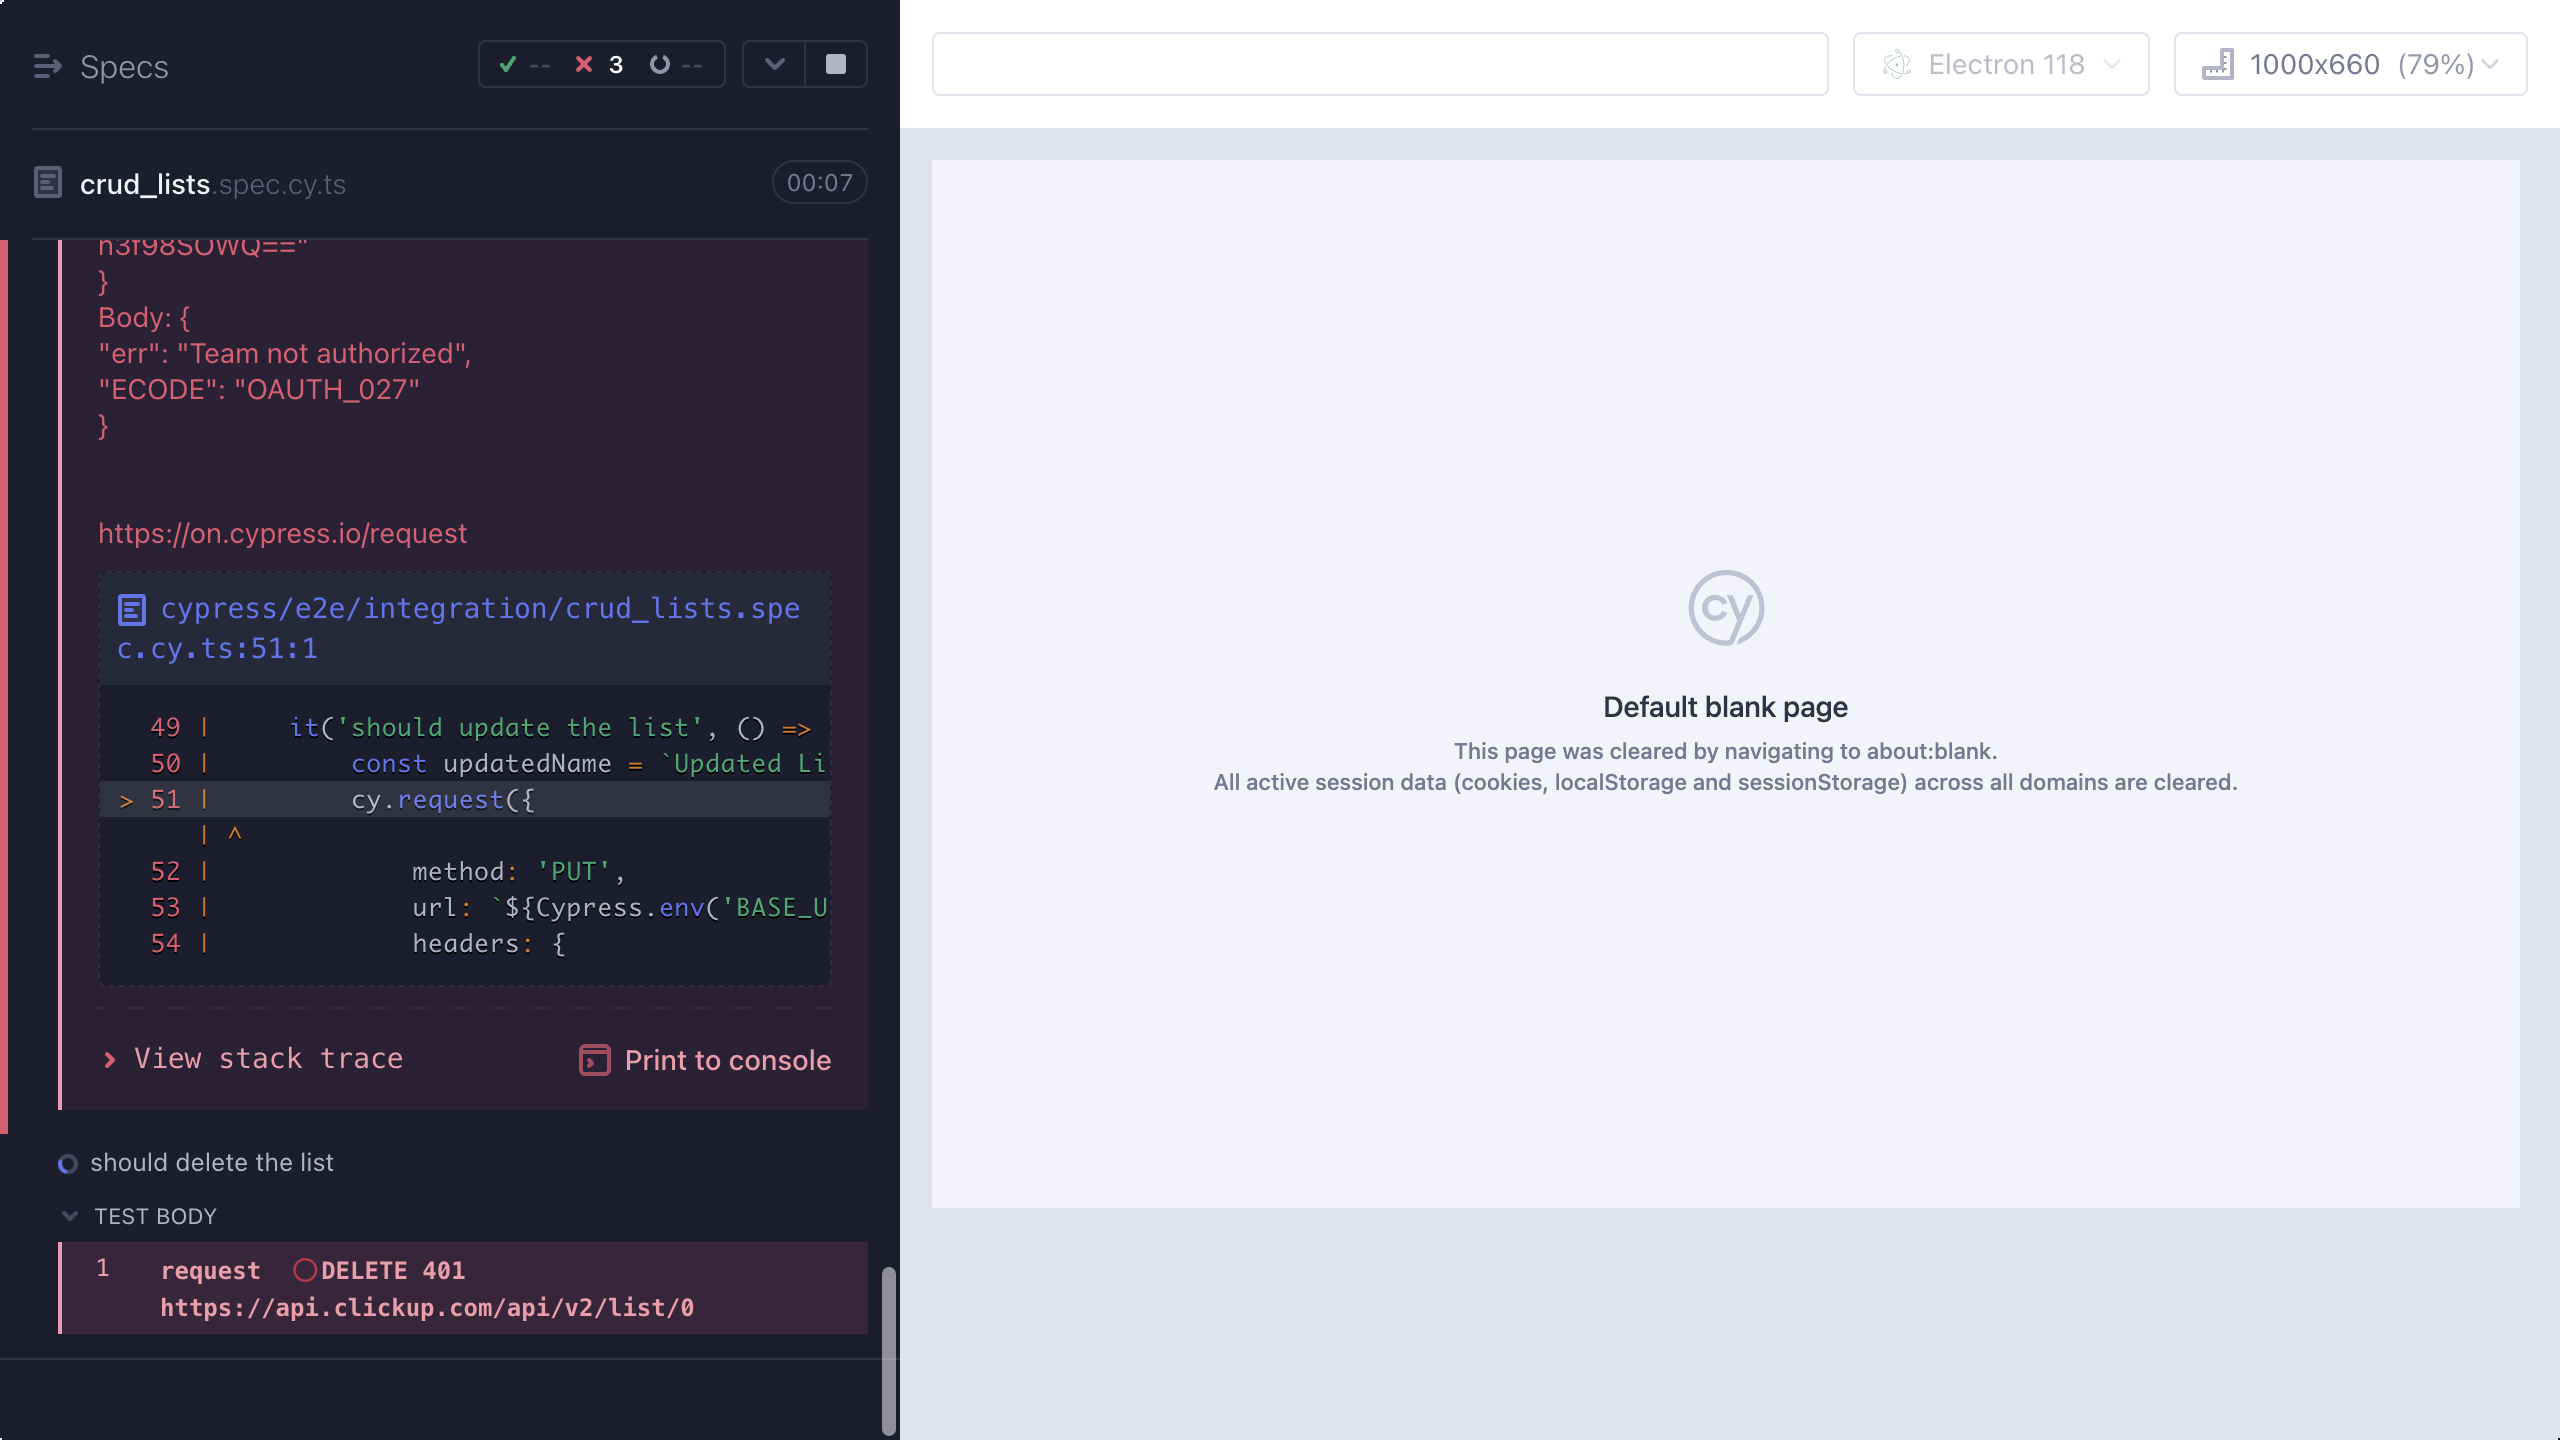 Specs
-- 3 --
crud_lists.spec.cy.ts
00:07
n3f98SOWQ=="
}
Body: {
"err": "Team not authorized",
"ECODE": "OAUTH_027"
}
https://on.cypress.io/request
cypress/e2e/integration/crud_lists.spe
c.cy.ts:51:1
49 | it('should update the list', () =>
50 | const updatedName = `Updated Li
> 51 | cy.request({
| ^
52 | method: 'PUT',
53 | url: `${Cypress.env('BASE_U
54 | headers: {
View stack trace
Print to console
should delete the list
TEST BODY
1 request DELETE 401
https://api.clickup.com/api/v2/list/0
Electron 118
1000x660 (79%)
cy
Default blank page
This page was cleared by navigating to about:blank.
All active session data (cookies, localStorage and sessionStorage) across all domains are cleared.